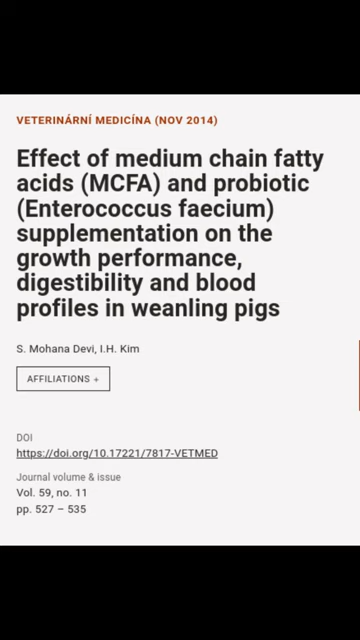 VETERINÁRNÍ MEDICÍNA (NOV 2014)
Effect of medium chain fatty
acids (MCFA) and probiotic
(Enterococcus faecium)
supplementation on the
growth performance,
digestibility and blood
profiles in weanling pigs
S. Mohana Devi, I.H. Kim
AFFILIATIONS +
DOI
https://doi.org/10.17221/7817-VETMED
Journal volume & issue
Vol. 59, no. 11
pp. 527 – 535